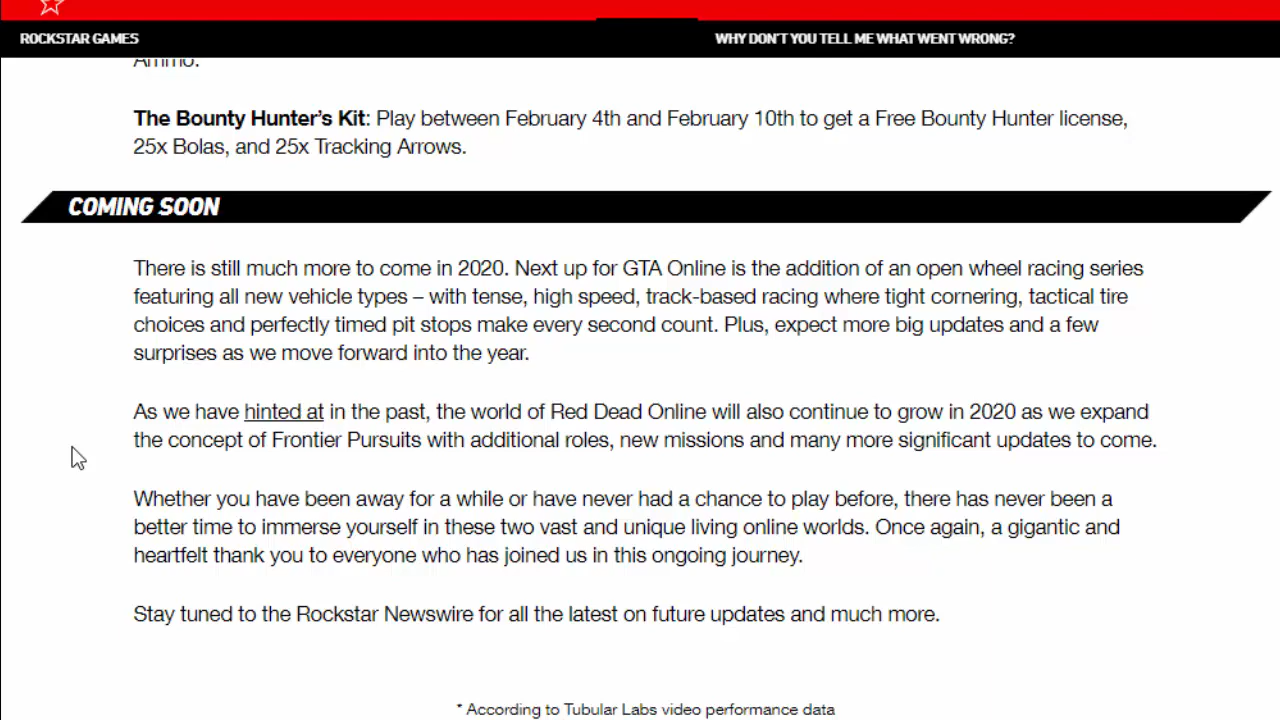 ROCKSTAR GAMES
WHY DON'T YOU TELL ME WHAT WENT WRONG?
Ammo.
The Bounty Hunter's Kit: Play between February 4th and February 10th to get a Free Bounty Hunter license,
25x Bolas, and 25x Tracking Arrows.
COMING SOON
There is still much more to come in 2020. Next up for GTA Online is the addition of an open wheel racing series
featuring all new vehicle types – with tense, high speed, track-based racing where tight cornering, tactical tire
choices and perfectly timed pit stops make every second count. Plus, expect more big updates and a few
surprises as we move forward into the year.
As we have hinted at in the past, the world of Red Dead Online will also continue to grow in 2020 as we expand
the concept of Frontier Pursuits with additional roles, new missions and many more significant updates to come.
Whether you have been away for a while or have never had a chance to play before, there has never been a
better time to immerse yourself in these two vast and unique living online worlds. Once again, a gigantic and
heartfelt thank you to everyone who has joined us in this ongoing journey.
Stay tuned to the Rockstar Newswire for all the latest on future updates and much more.
* According to Tubular Labs video performance data